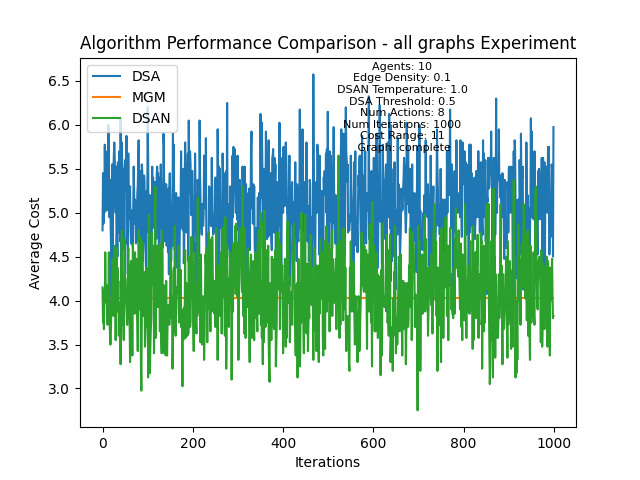 Algorithm Performance Comparison - all graphs Experiment
DSA
MGM
DSAN
Agents: 10
Edge Density: 0.1
DSAN Temperature: 1.0
DSA Threshold: 0.5
Num Actions: 8
Num Iterations: 1000
Cost Range: 11
Graph: complete
Average Cost
6.5
6.0
5.5
5.0
4.5
4.0
3.5
3.0
0 200 400 600 800 1000
Iterations